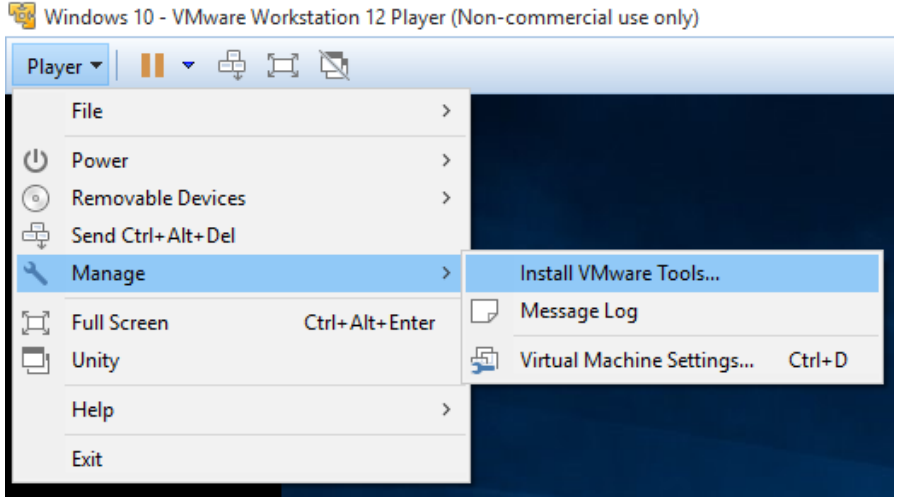 Windows 10 - VMware Workstation 12 Player (Non-commercial use only)
Player
File
Power
Removable Devices
Send Ctrl+Alt+Del
Manage
Install VMware Tools...
Message Log
Full Screen Ctrl+Alt+Enter
Unity
Virtual Machine Settings... Ctrl+D
Help
Exit